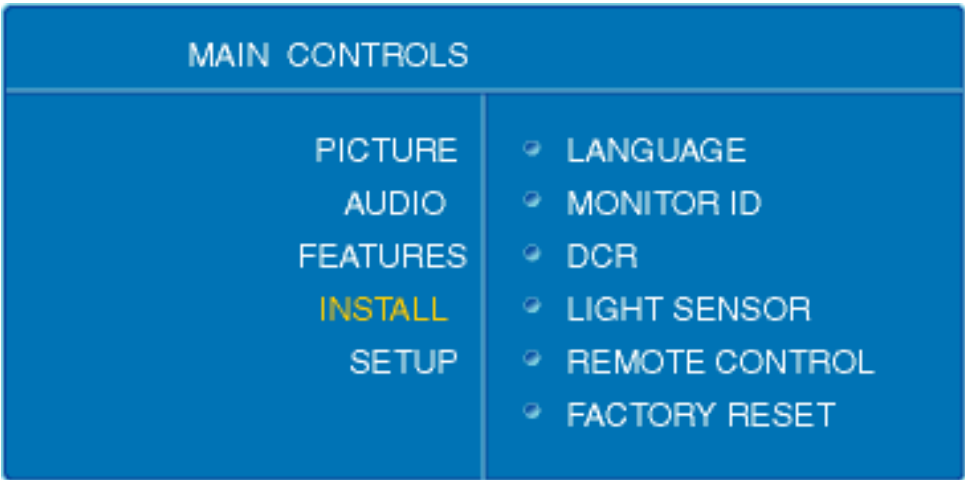 MAIN CONTROLS
PICTURE
AUDIO
FEATURES
INSTALL
SETUP
LANGUAGE
MONITOR ID
DCR
LIGHT SENSOR
REMOTE CONTROL
FACTORY RESET